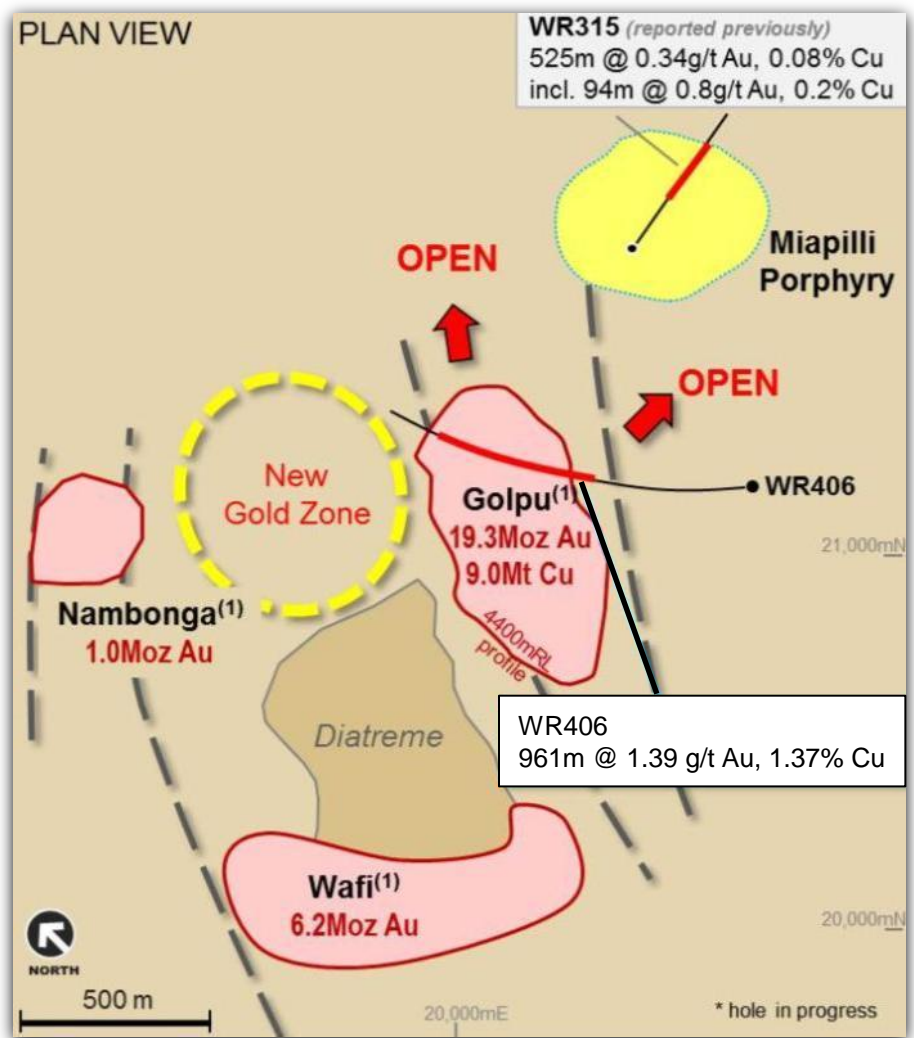 PLAN VIEW
WR315 (reported previously)
525m @ 0.34g/t Au, 0.08% Cu
incl. 94m @ 0.8g/t Au, 0.2% Cu
Miapilli
Porphyry
OPEN
OPEN
New
Gold Zone
Golpu(1)
19.3Moz Au
9.0Mt Cu
WR406
21,000mN
Nambonga(1)
1.0Moz Au
4400mRL
profile
WR406
961m @ 1.39 g/t Au, 1.37% Cu
Diatreme
Wafi(1)
6.2Moz Au
20,000mN
NORTH
500 m
20,000mE
* hole in progress